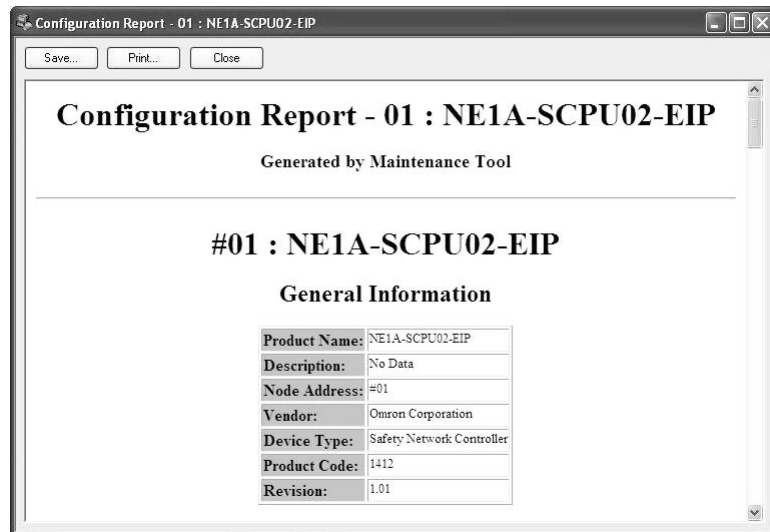 Configuration Report - 01 : NE1A-SCPU02-EIP
Save... Print... Close
Configuration Report - 01 : NE1A-SCPU02-EIP
Generated by Maintenance Tool
#01 : NE1A-SCPU02-EIP
General Information
Product Name: NE1A-SCPU02-EIP
Description: No Data
Node Address: #01
Vendor: Omron Corporation
Device Type: Safety Network Controller
Product Code: 1412
Revision: 1.01